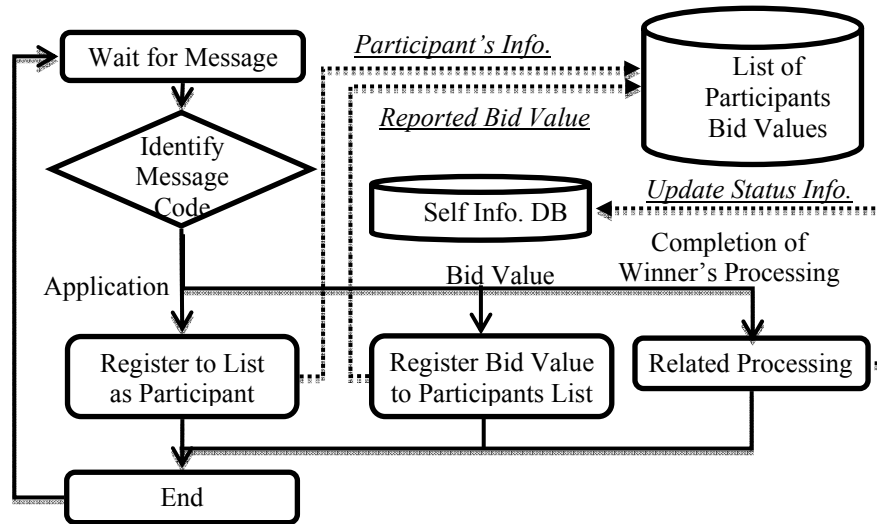 Wait for Message
Participant's Info.
List of
Participants
Bid Values
Reported Bid Value
Identify
Message
Code
Self Info. DB
Update Status Info.
Completion of
Winner's Processing
Application
Bid Value
Register to List
as Participant
Register Bid Value
to Participants List
Related Processing
End